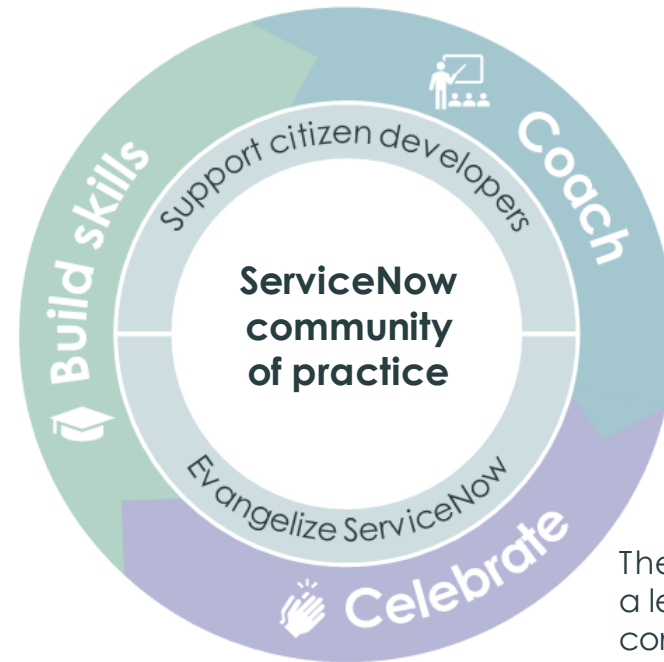 Build skills
Coach
Support citizen developers
ServiceNow
community
of practice
Evangelize ServiceNow
Celebrate
The
a le
cor